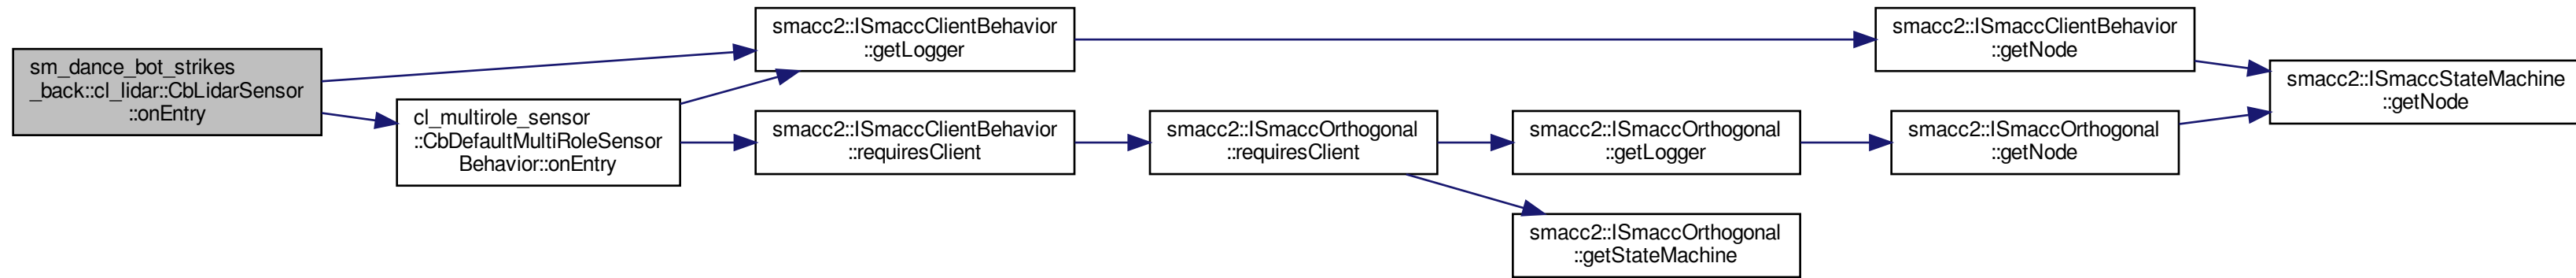 sm_dance_bot_strikes
_back::cl_lidar::CbLidarSensor
::onEntry
cl_multirole_sensor
::CbDefaultMultiRoleSensor
Behavior::onEntry
smacc2::ISmaccClientBehavior
::getLogger
smacc2::ISmaccClientBehavior
::requiresClient
smacc2::ISmaccOrthogonal
::requiresClient
smacc2::ISmaccOrthogonal
::getLogger
smacc2::ISmaccOrthogonal
::getStateMachine
smacc2::ISmaccClientBehavior
::getNode
smacc2::ISmaccOrthogonal
::getNode
smacc2::ISmaccStateMachine
::getNode